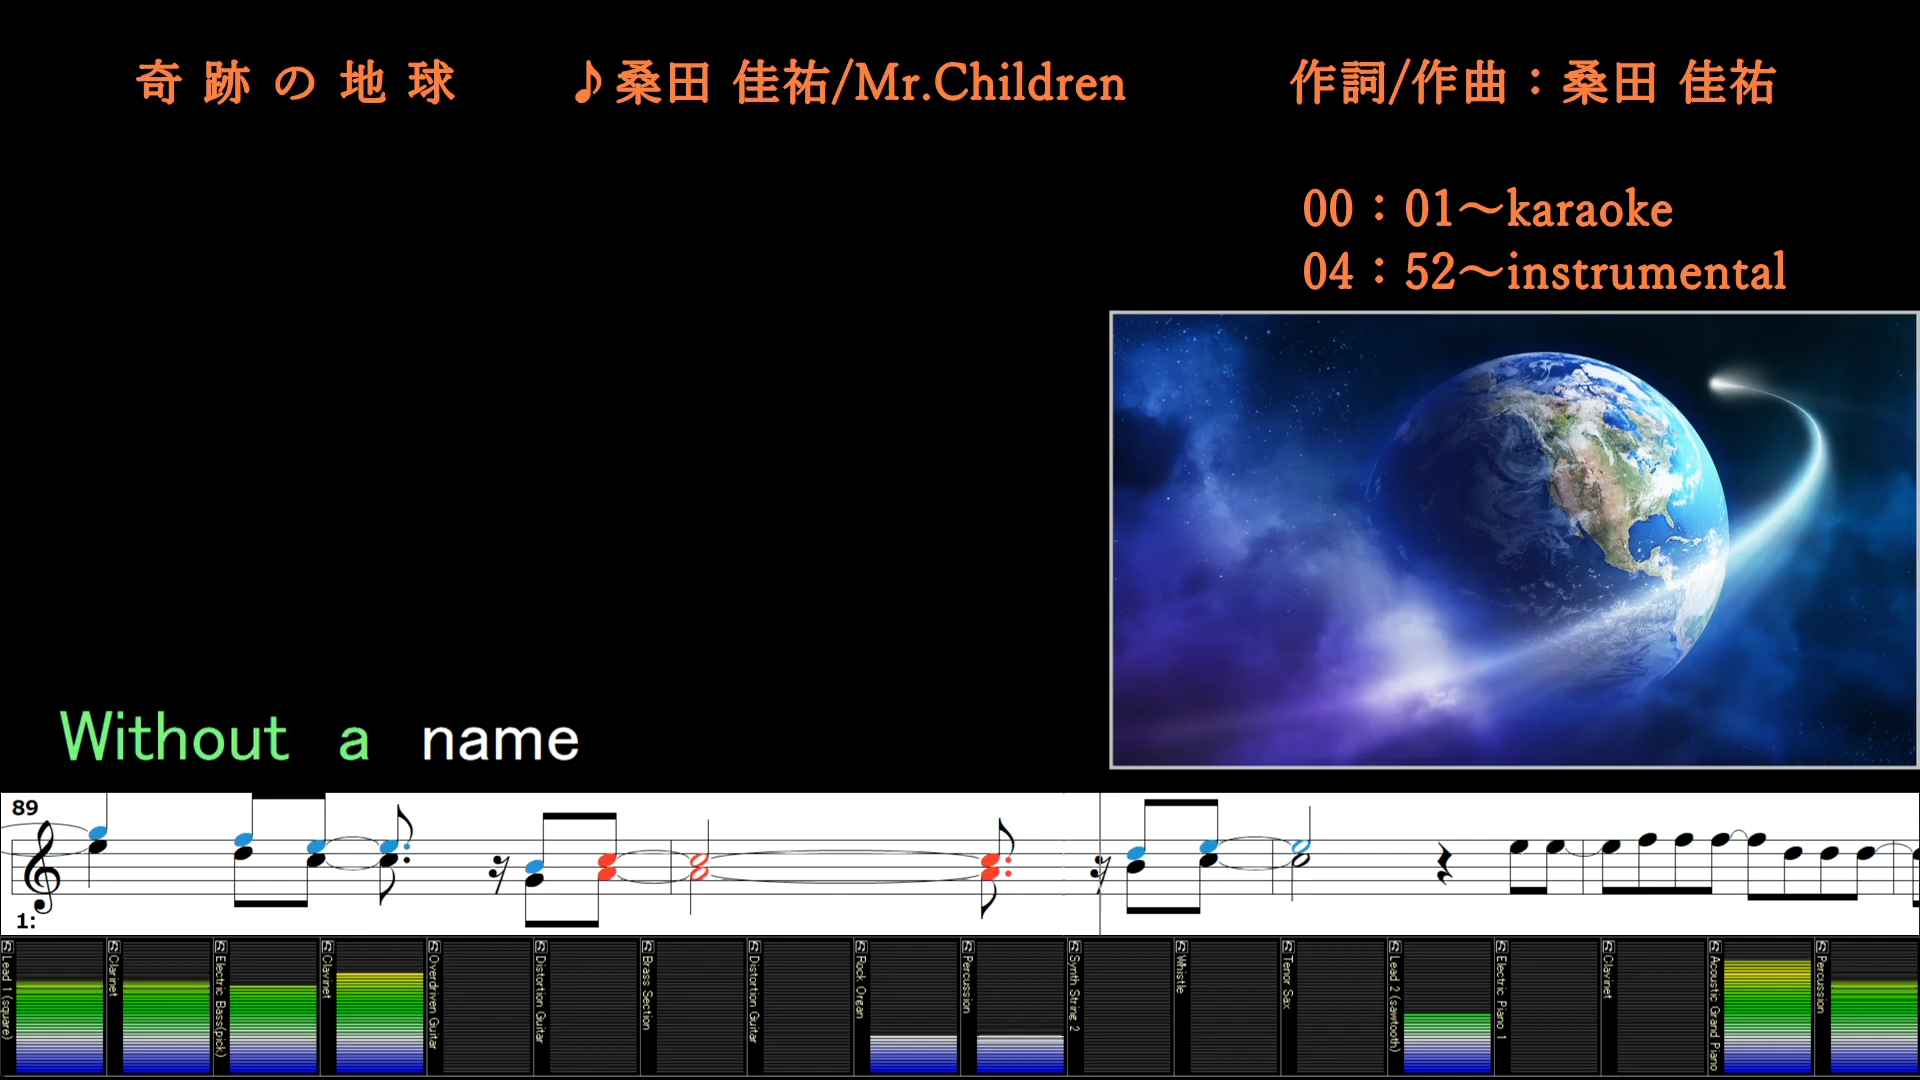 奇跡の地球 ♪桑田 佳祐/Mr.Children 作詞/作曲：桑田 佳祐
00：01～karaoke
04：52～instrumental
Without a name
89
1:
Lead 1 (square)
Clarinet
Electric Bass(pick)
Clavinet
Overdriven Guitar
Distortion Guitar
Brass Section
Distortion Guitar
Rock Organ
Percussion
Synth String 2
Whistle
Tenor Sax
Lead 2 (sawtooth)
Electric Piano 1
Clavinet
Acoustic Grand Piano
Percussion